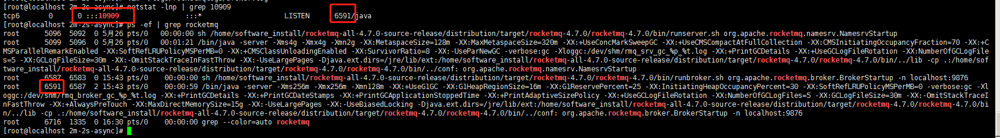 [root@localhost 2m-2s-async]# netstat -lnp | grep 10909
tcp6       0      0 :::10909                :::*                    LISTEN      6591/java
[root@localhost 2m-2s-async]# ps -ef | grep rocketmq
root      5096  5092  0 5月26 pts/0    00:00:00 sh /home/software_install/rocketmq-all-4.7.0-source-release/distribution/target/rocketmq-4.7.0/rocketmq-4.7.0/bin/runserver.sh org.apache.rocketmq.namesrv.NamesrvStartup
root      5099  5096  0 5月26 pts/0    00:01:21 /bin/java -server -Xms4g -Xmx4g -Xmn2g -XX:MetaspaceSize=128m -XX:MaxMetaspaceSize=320m -XX:+UseConcMarkSweepGC -XX:+UseCMSCompactAtFullCollection -XX:CMSInitiatingOccupancyFraction=70 -XX:+C
MSParallelRemarkEnabled -XX:SoftRefLRUPolicyMSPerMB=0 -XX:+CMSClassUnloadingEnabled -XX:SurvivorRatio=8 -XX:-UseParNewGC -verbose:gc -Xloggc:/dev/shm/rmq_srv_gc_%p_%t.log -XX:+PrintGCDetails -XX:+UseGCLogFileRotation -XX:NumberOfGCLogFile
s=5 -XX:GCLogFileSize=30m -XX:-OmitStackTraceInFastThrow -XX:-UseLargePages -Djava.ext.dirs=/jre/lib/ext:/home/software_install/rocketmq-all-4.7.0-source-release/distribution/target/rocketmq-4.7.0/rocketmq-4.7.0/bin/../lib -cp .:/home/sof
tware_install/rocketmq-all-4.7.0-source-release/distribution/target/rocketmq-4.7.0/rocketmq-4.7.0/bin/../conf: org.apache.rocketmq.namesrv.NamesrvStartup
root      6587  6583  0 15:43 pts/0    00:00:00 sh /home/software_install/rocketmq-all-4.7.0-source-release/distribution/target/rocketmq-4.7.0/rocketmq-4.7.0/bin/runbroker.sh org.apache.rocketmq.broker.BrokerStartup -n localhost:9876
root      6591  6587  2 15:43 pts/0    00:00:59 /bin/java -server -Xms256m -Xmx256m -Xmn128m -XX:+UseG1GC -XX:G1HeapRegionSize=16m -XX:G1ReservePercent=25 -XX:InitiatingHeapOccupancyPercent=30 -XX:SoftRefLRUPolicyMSPerMB=0 -verbose:gc -Xl
oggc:/dev/shm/rmq_broker_gc_%p_%t.log -XX:+PrintGCDetails -XX:+PrintGCDateStamps -XX:+PrintGCApplicationStoppedTime -XX:+PrintAdaptiveSizePolicy -XX:+UseGCLogFileRotation -XX:NumberOfGCLogFiles=5 -XX:GCLogFileSize=30m -XX:-OmitStackTraceI
nFastThrow -XX:+AlwaysPreTouch -XX:MaxDirectMemorySize=15g -XX:-UseLargePages -XX:-UseBiasedLocking -Djava.ext.dirs=/jre/lib/ext:/home/software_install/rocketmq-all-4.7.0-source-release/distribution/target/rocketmq-4.7.0/rocketmq-4.7.0/bi
n/../lib -cp .:/home/software_install/rocketmq-all-4.7.0-source-release/distribution/target/rocketmq-4.7.0/rocketmq-4.7.0/bin/../conf: org.apache.rocketmq.broker.BrokerStartup -n localhost:9876
root      6716  1335  0 16:30 pts/0    00:00:00 grep --color=auto rocketmq
[root@localhost 2m-2s-async]#